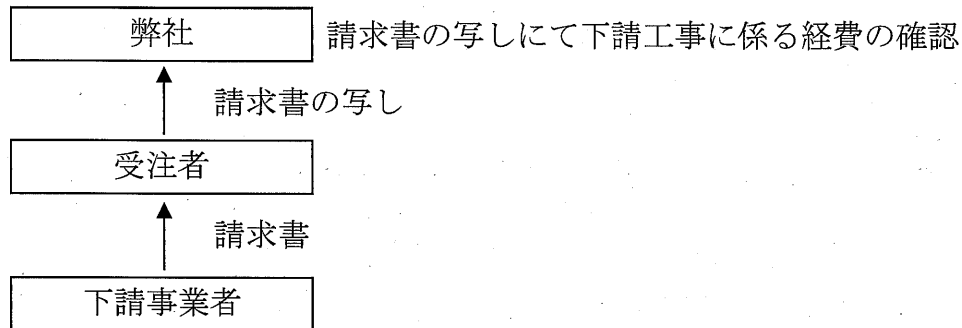 弊社 請求書の写しにて下請工事に係る経費の確認
請求書の写し
受注者
請求書
下請事業者